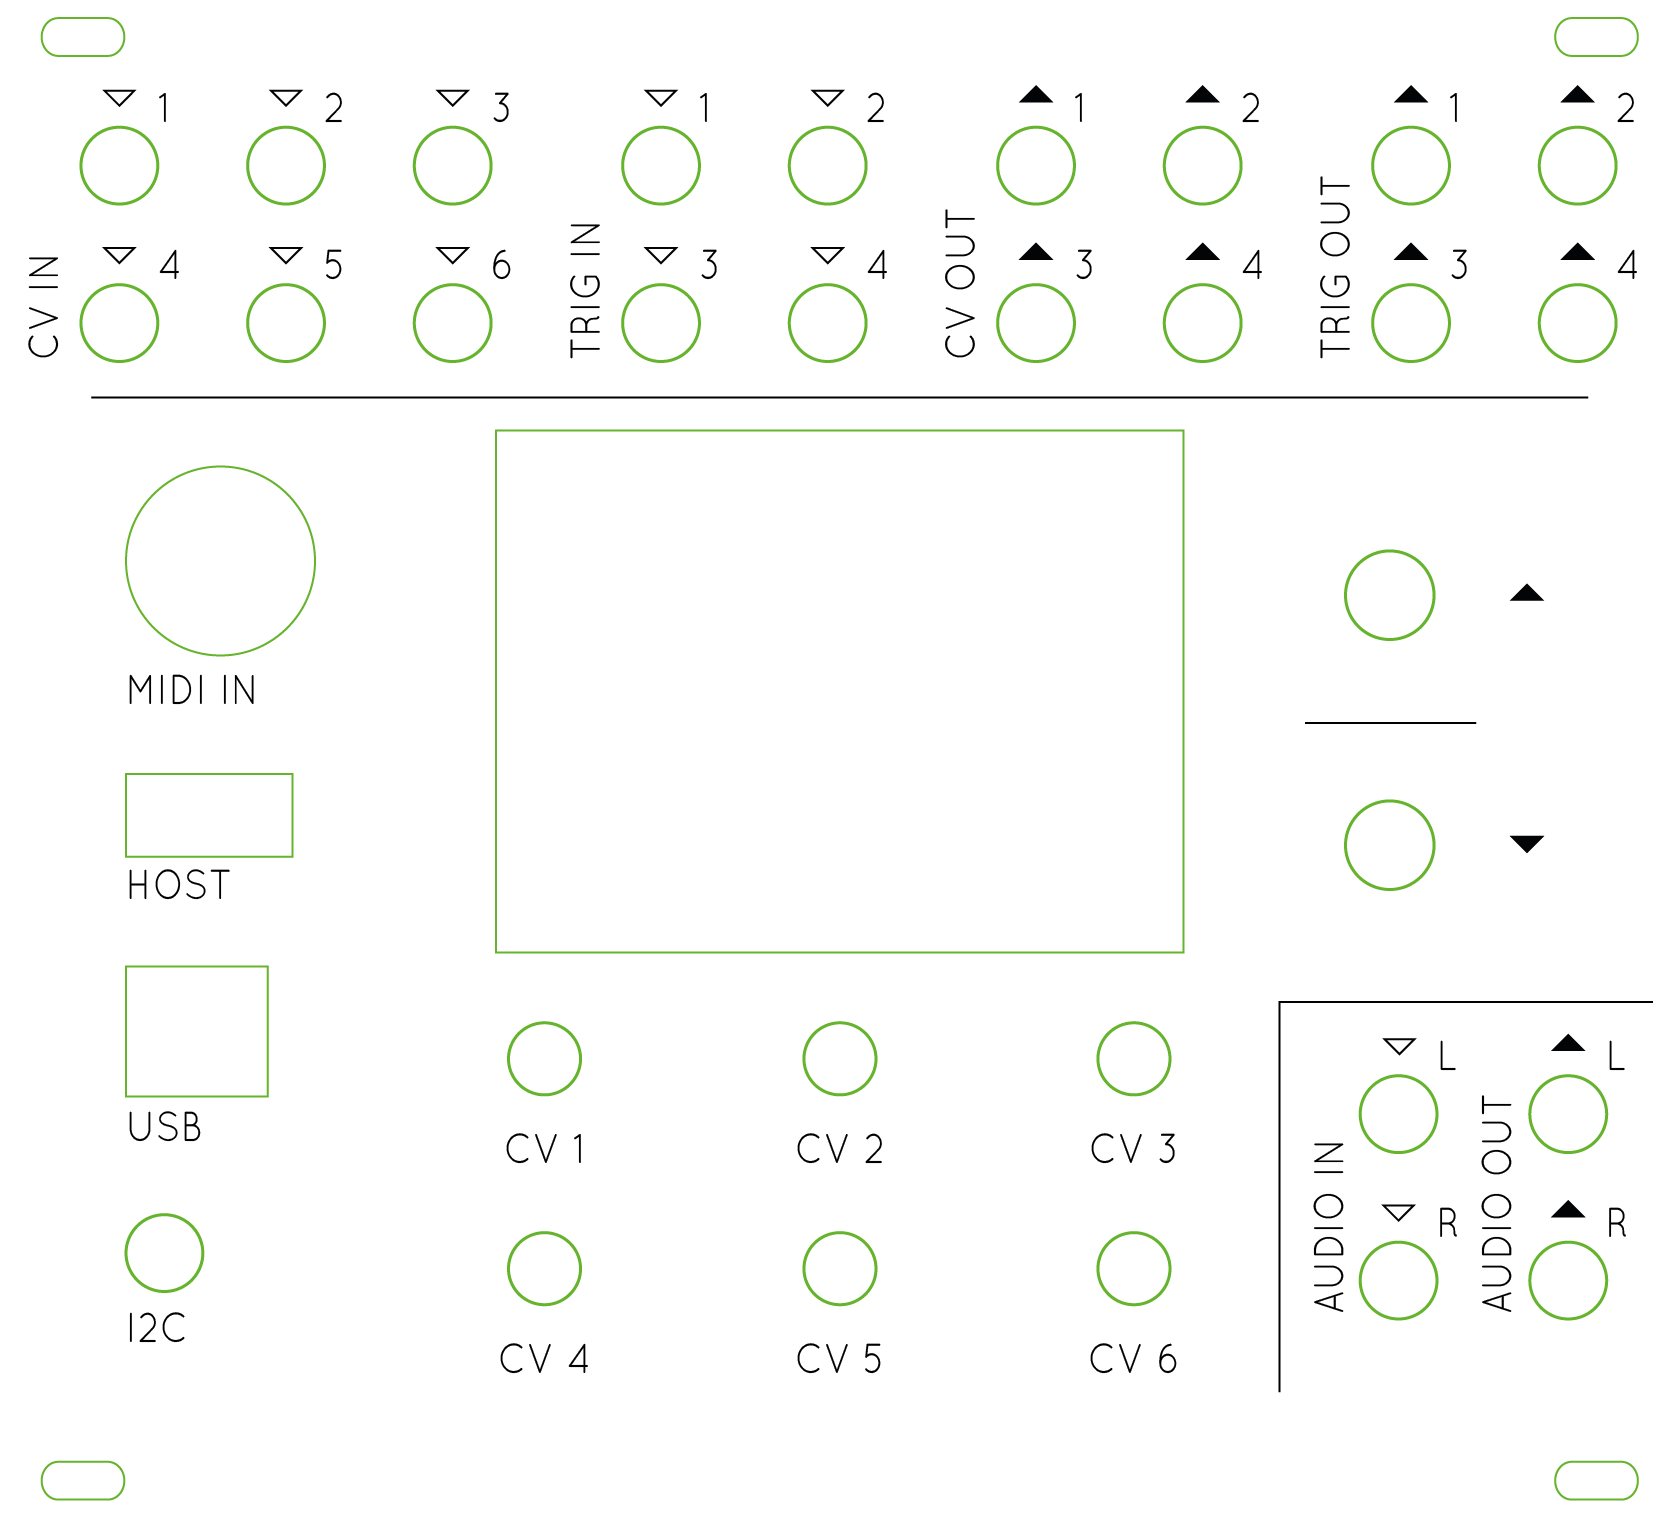 1 2 3 1 2 1 2 1 2
4 5 6 3 4 3 4 3 4
CV IN
TRIG IN
CV OUT
TRIG OUT
MIDI IN
HOST
USB
I2C
CV 1 CV 2 CV 3
CV 4 CV 5 CV 6
L L
R R
AUDIO IN
AUDIO OUT